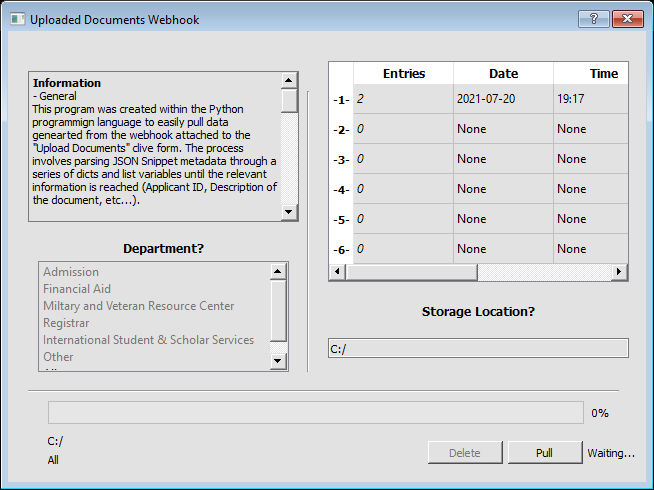 Uploaded Documents Webhook
Information
- General
This program was created within the Python
programmign language to easily pull data
genearted from the webhook attached to the
"Upload Documents" clive form. The process
involves parsing JSON Snippet metadata through a
series of dicts and list variables until the relevant
information is reached (Applicant ID, Description of
the document, etc...).
Entries Date Time
-1- 2 2021-07-20 19:17
-2- 0 None None
-3- 0 None None
-4- 0 None None
-5- 0 None None
-6- 0 None None
Department?
Admission
Financial Aid
Miltary and Veteran Resource Center
Registrar
International Student & Scholar Services
Other
Storage Location?
C:/
0%
C:/
All
Delete Pull Waiting...